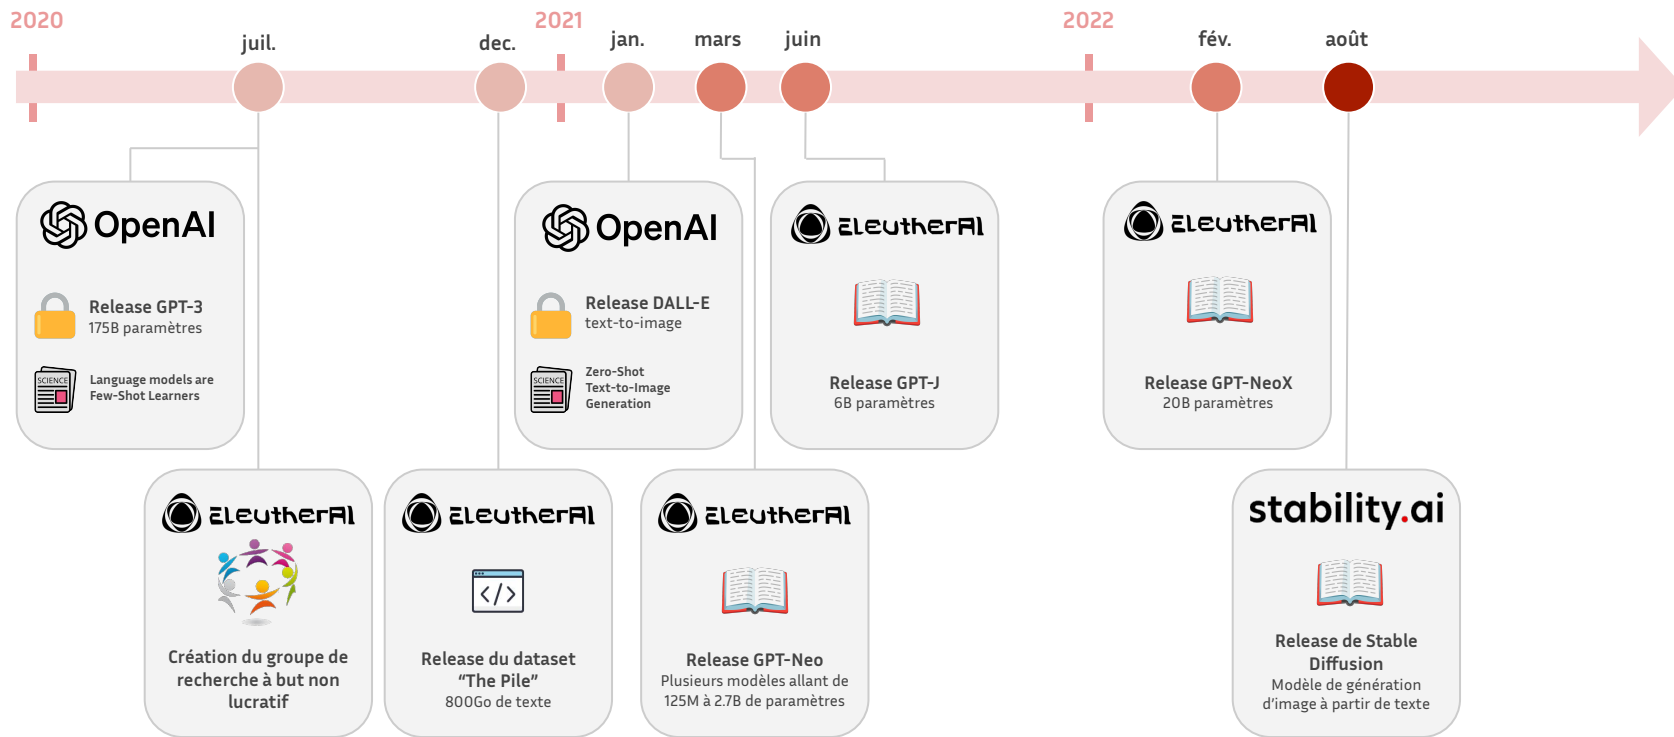 2020
2021
2022
juil.
dec.
jan.
mars
juin
fév.
août
OpenAI
Release GPT-3
175B paramètres
SCIENCE
Language models are
Few-Shot Learners
OpenAI
Release DALL-E
text-to-image
SCIENCE
Zero-Shot
Text-to-Image
Generation
ELEUTHERAI
Release GPT-J
6B paramètres
ELEUTHERAI
Release GPT-NeoX
20B paramètres
ELEUTHERAI
Création du groupe de
recherche à but non
lucratif
ELEUTHERAI
Release du dataset
“The Pile”
800Go de texte
ELEUTHERAI
Release GPT-Neo
Plusieurs modèles allant de
125M à 2.7B de paramètres
stability.ai
Release de Stable
Diffusion
Modèle de génération
d’image à partir de texte